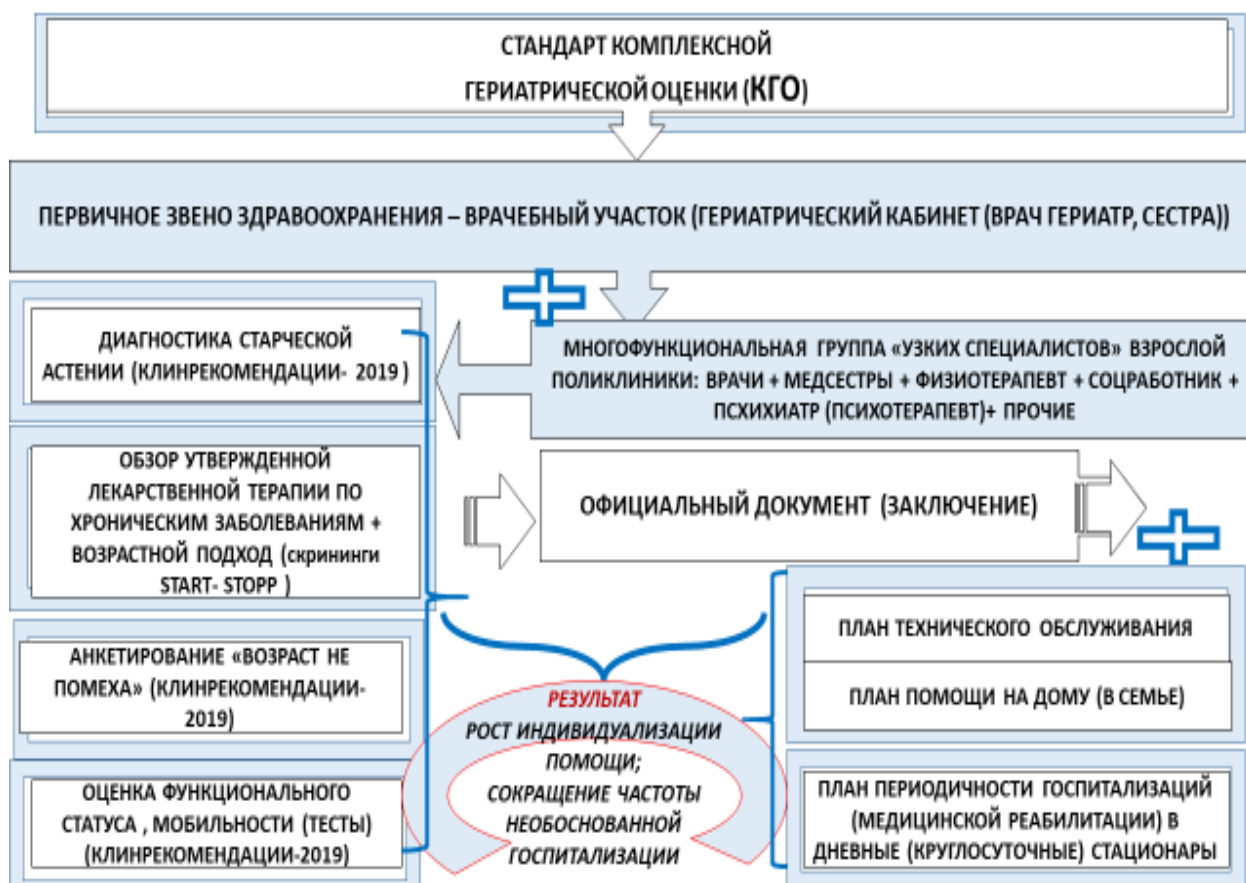 СТАНДАРТ КОМПЛЕКСНОЙ
ГЕРИАТРИЧЕСКОЙ ОЦЕНКИ (КГО)
ПЕРВИЧНОЕ ЗВЕНО ЗДРАВООХРАНЕНИЯ – ВРАЧЕБНЫЙ УЧАСТОК (ГЕРИАТРИЧЕСКИЙ КАБИНЕТ (ВРАЧ ГЕРИАТР, СЕСТРА))
МНОГОФУНКЦИОНАЛЬНАЯ ГРУППА «УЗКИХ СПЕЦИАЛИСТОВ» ВЗРОСЛОЙ
ПОЛИКЛИНИКИ: ВРАЧИ + МЕДСЕСТРЫ + ФИЗИОТЕРАПЕВТ + СОЦРАБОТНИК +
ПСХИХИАТР (ПСИХОТЕРАПЕВТ)+ ПРОЧИЕ
ДИАГНОСТИКА СТАРЧЕСКОЙ
АСТЕНИИ (КЛИНРЕКОМЕНДАЦИИ- 2019 )
ОБЗОР УТВЕРЖДЕННОЙ
ЛЕКАРСТВЕННОЙ ТЕРАПИИ ПО
ХРОНИЧЕСКИМ ЗАБОЛЕВАНИЯМ +
ВОЗРАСТНОЙ ПОДХОД (скрининги
START- STOPP )
АНКЕТИРОВАНИЕ «ВОЗРАСТ НЕ
ПОМЕХА» (КЛИНРЕКОМЕНДАЦИИ-
2019)
ОЦЕНКА ФУНКЦИОНАЛЬНОГО
СТАТУСА , МОБИЛЬНОСТИ (ТЕСТЫ)
(КЛИНРЕКОМЕНДАЦИИ-2019)
ОФИЦИАЛЬНЫЙ ДОКУМЕНТ (ЗАКЛЮЧЕНИЕ)
РЕЗУЛЬТАТ
РОСТ ИНДИВИДУАЛИЗАЦИИ
ПОМОЩИ;
СОКРАЩЕНИЕ ЧАСТОТЫ
НЕОБОСНОВАННОЙ
ГОСПИТАЛИЗАЦИИ
ПЛАН ТЕХНИЧЕСКОГО ОБСЛУЖИВАНИЯ
ПЛАН ПОМОЩИ НА ДОМУ (В СЕМЬЕ)
ПЛАН ПЕРИОДИЧНОСТИ ГОСПИТАЛИЗАЦИЙ
(МЕДИЦИНСКОЙ РЕАБИЛИТАЦИИ) В
ДНЕВНЫЕ (КРУГЛОСУТОЧНЫЕ) СТАЦИОНАРЫ